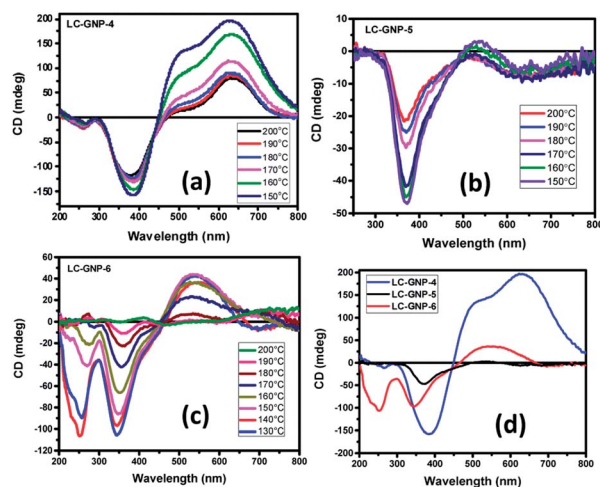 LC-GNP-4
CD (mdeg)
200
150
100
50
0
-50
-100
-150
200°C
190°C
180°C
170°C
160°C
150°C
(a)
200 300 400 500 600 700 800
Wavelength (nm)
LC-GNP-5
CD (mdeg)
10
0
-10
-20
-30
-40
-50
200°C
190°C
180°C
170°C
160°C
150°C
(b)
300 400 500 600 700 800
Wavelength (nm)
LC-GNP-6
CD (mdeg)
60
40
20
0
-20
-40
-60
-80
-100
-120
200°C
190°C
180°C
170°C
160°C
150°C
140°C
130°C
(c)
200 300 400 500 600 700 800
Wavelength (nm)
LC-GNP-4
LC-GNP-5
LC-GNP-6
CD (mdeg)
200
150
100
50
0
-50
-100
-150
-200
(d)
200 300 400 500 600 700 800
Wavelength (nm)